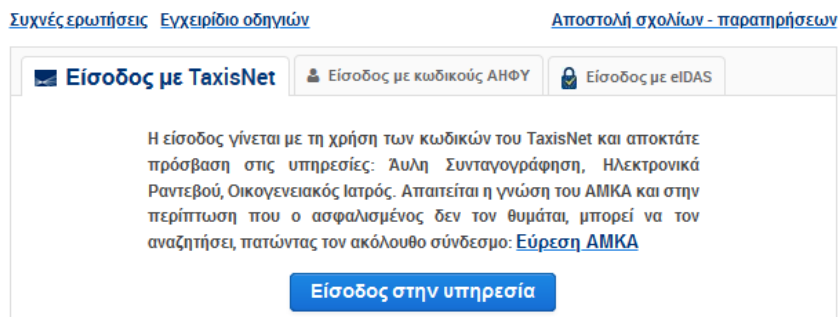 Συχνές ερωτήσεις Εγχειρίδιο οδηγιών Αποστολή σχολίων - παρατηρήσεων
Είσοδος με TaxisNet Είσοδος με κωδικούς ΑΗΦΥ Είσοδος με eIDAS
Η είσοδος γίνεται με τη χρήση των κωδικών του TaxisNet και αποκτάτε
πρόσβαση στις υπηρεσίες: Άυλη Συνταγογράφηση, Ηλεκτρονικά
Ραντεβού, Οικογενειακός Ιατρός. Απαιτείται η γνώση του ΑΜΚΑ και στην
περίπτωση που ο ασφαλισμένος δεν τον θυμάται, μπορεί να τον
αναζητήσει, πατώντας τον ακόλουθο σύνδεσμο: Εύρεση ΑΜΚΑ
Είσοδος στην υπηρεσία